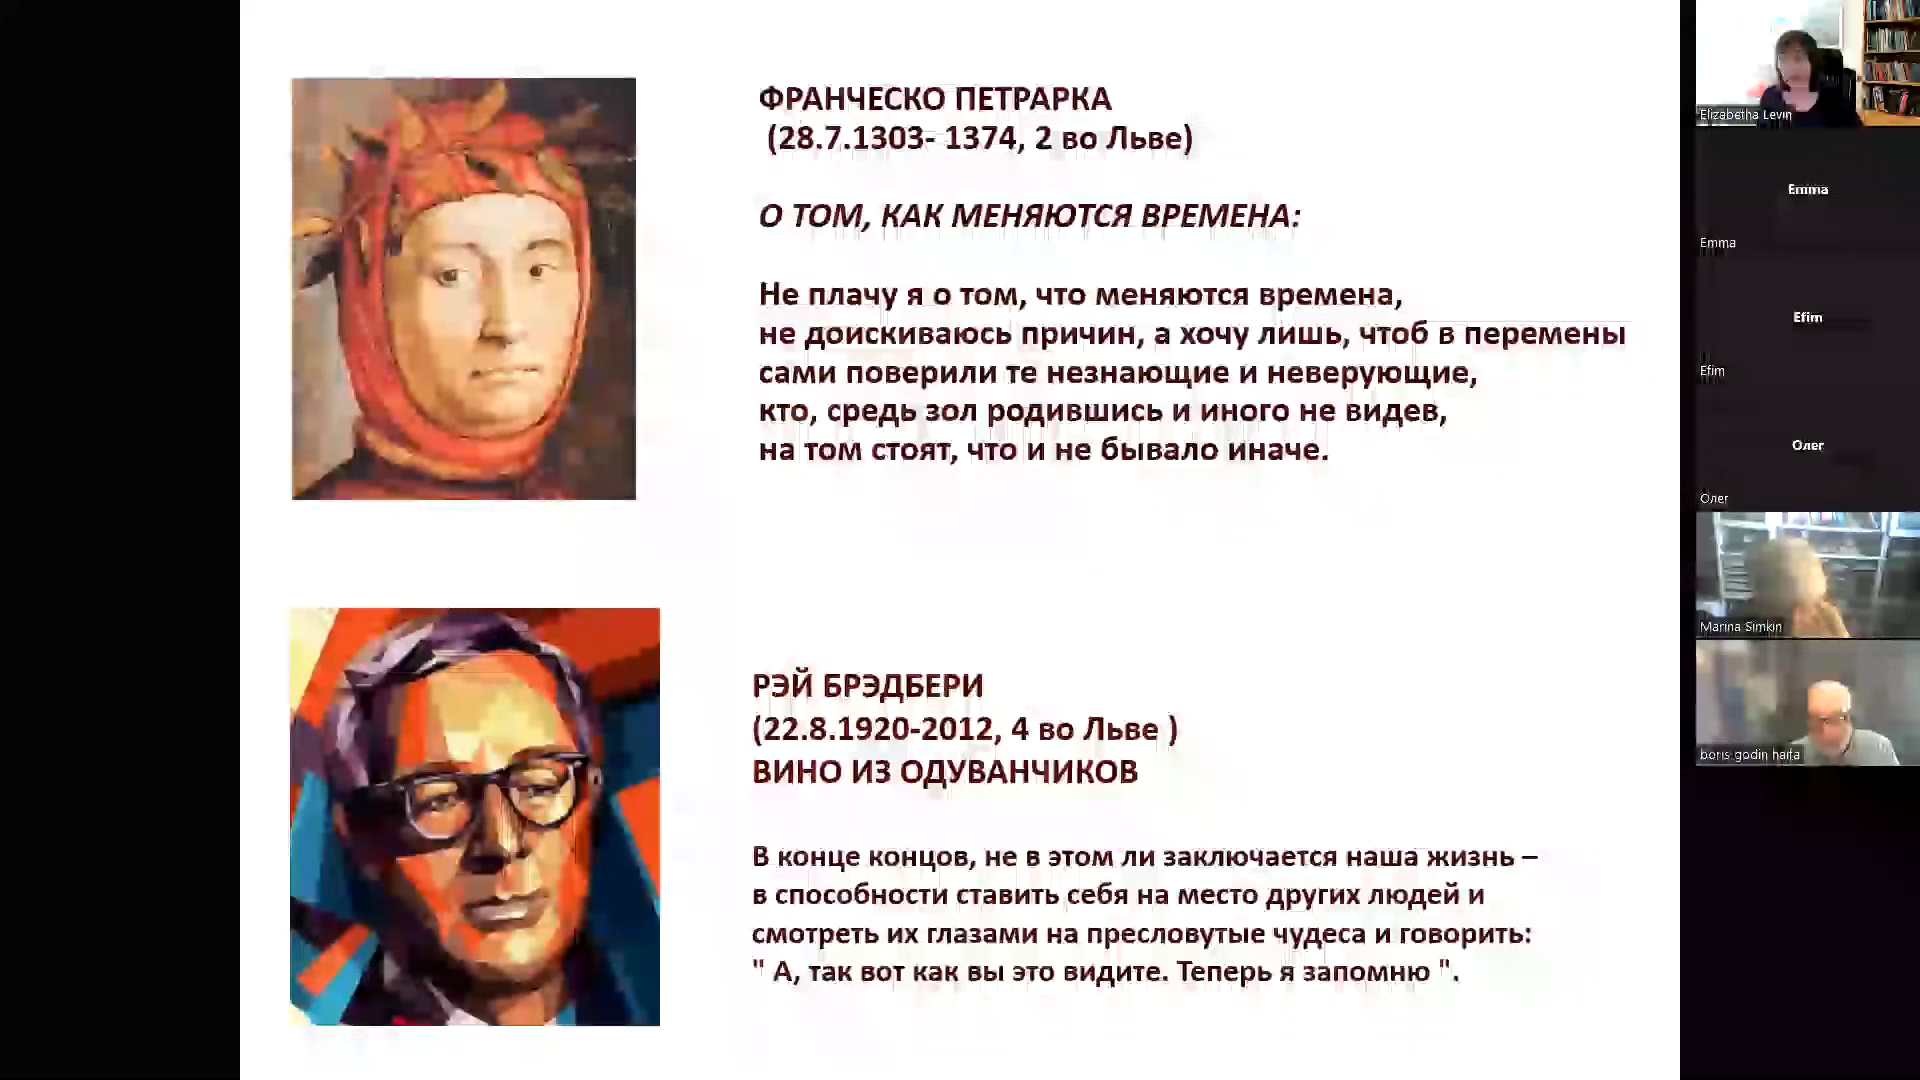 ФРАНЧЕСКО ПЕТРАРКА
(28.7.1303- 1374, 2 во Льве)
О ТОМ, КАК МЕНЯЮТСЯ ВРЕМЕНА:
Не плачу я о том, что меняются времена,
не доискиваюсь причин, а хочу лишь, чтоб в перемены
сами поверили те незнающие и неверующие,
кто, средь зол родившись и иного не видев,
на том стоят, что и не бывало иначе.
РЭЙ БРЭДБЕРИ
(22.8.1920-2012, 4 во Льве )
ВИНО ИЗ ОДУВАНЧИКОВ
В конце концов, не в этом ли заключается наша жизнь –
в способности ставить себя на место других людей и
смотреть их глазами на пресловутые чудеса и говорить:
" А, так вот как вы это видите. Теперь я запомню ".
Elizabetha Levin
Emma
Emma
Efim
Efim
Олег
Олег
Marina Simkin
boris godin haifa